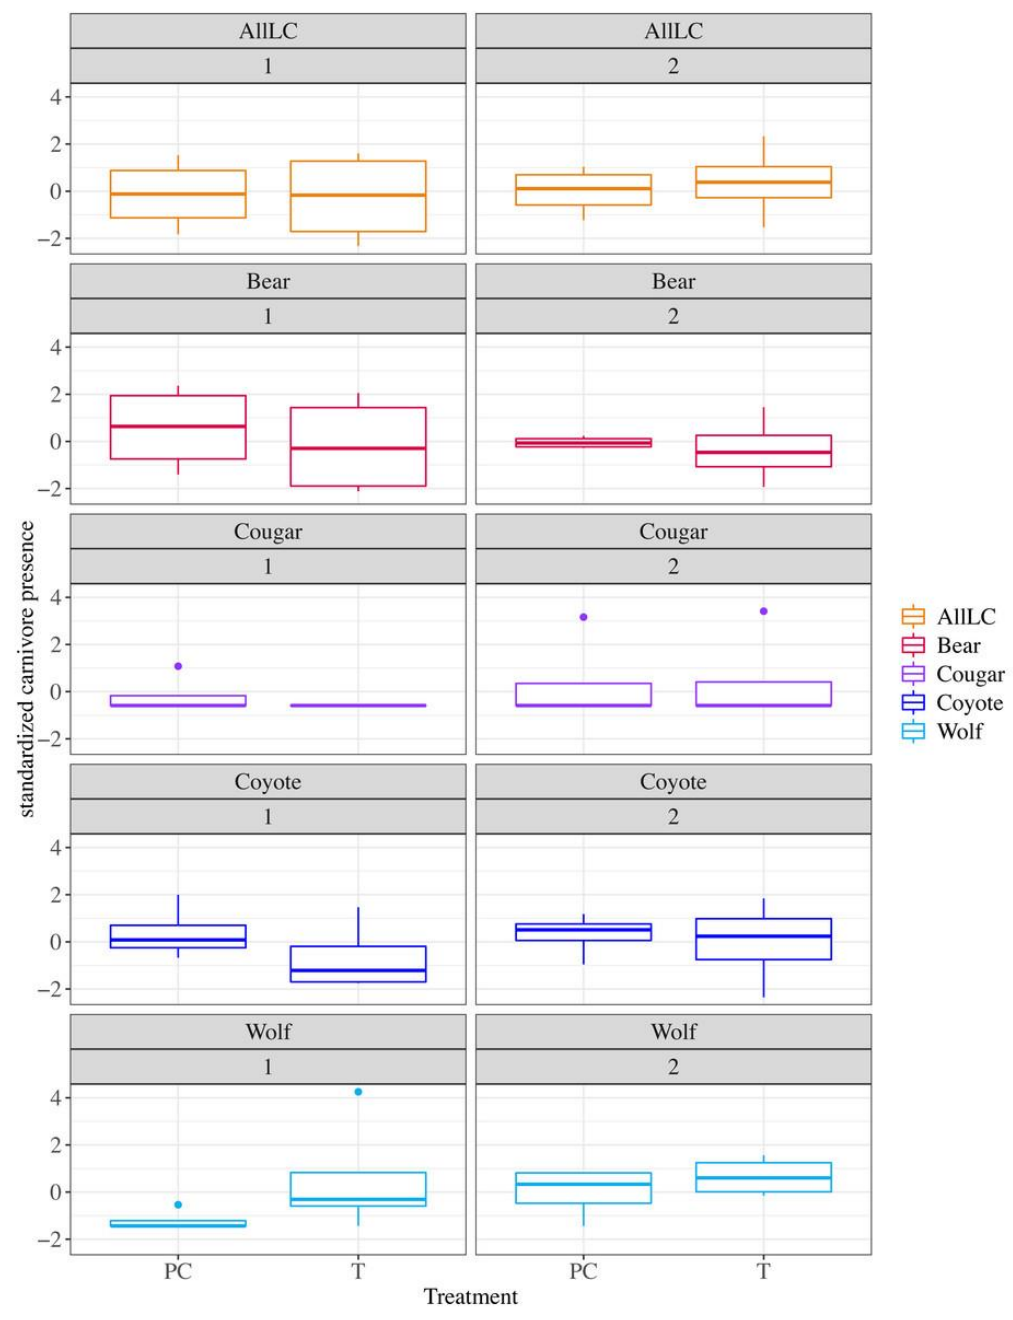 AllLC AllLC
1 2
4
2
0
−2
Bear Bear
1 2
4
2
0
−2
Cougar Cougar
1 2
4
2
0
−2
Coyote Coyote
1 2
4
2
0
−2
Wolf Wolf
1 2
4
2
0
−2
PC T PC T
Treatment
standardized carnivore presence
AllLC
Bear
Cougar
Coyote
Wolf